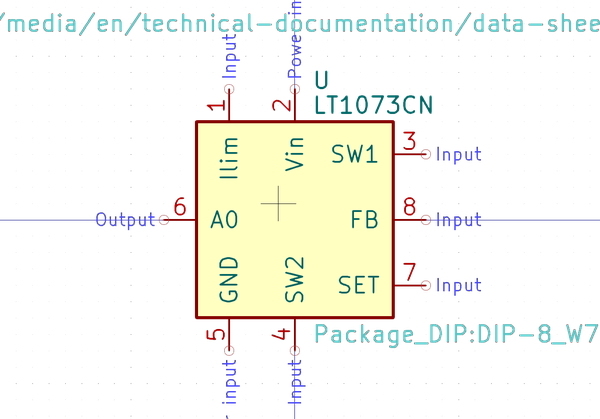 /media/en/technical-documentation/data-shee
Input
Power in
U
LT1073CN
1
2
Ilim
Vin
SW1
3
Input
Output
6
A0
FB
8
Input
GND
SW2
SET
7
Input
5
4
Package_DIP:DIP-8_W7
input
Input